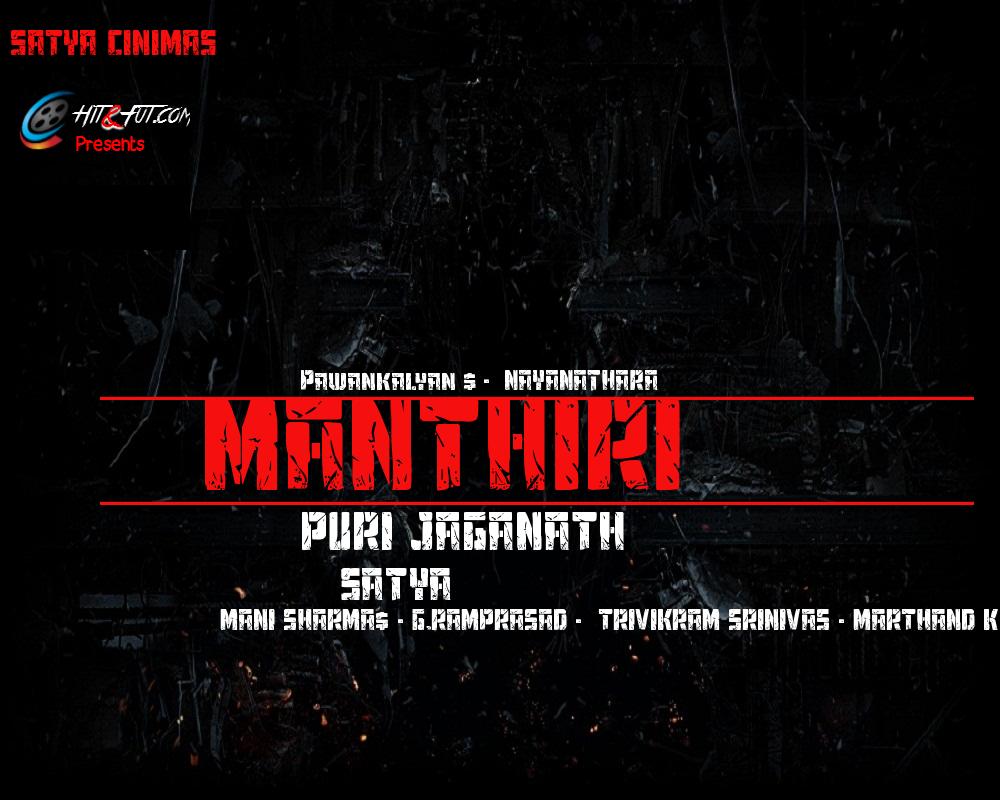 SATYA CINIMAS
HIT&FUT.COM
Presents
PAWANKALYAN $ - NAYANATHARA
MANTHIRI
PURI JAGANATH
SATYA
MANI SHARMA$ - G.RAMPRASAD - TRIVIKRAM SRINIVAS - MARTHAND K